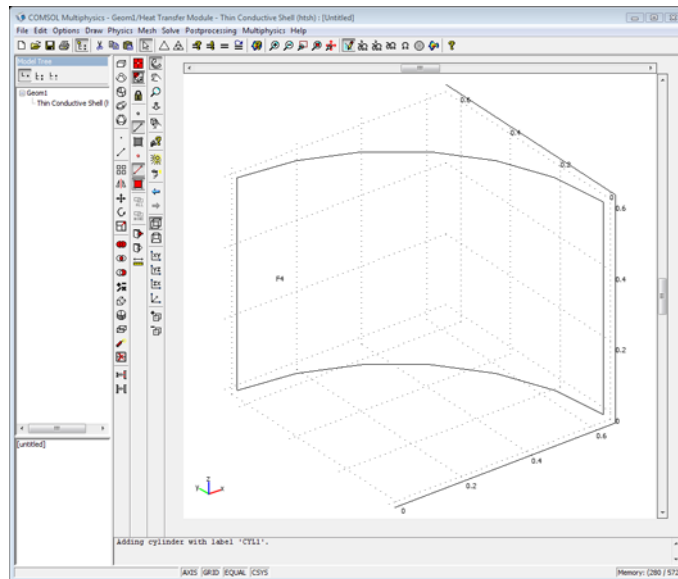 COMSOL Multiphysics - Geom1/Heat Transfer Module - Thin Conductive Shell (htsh) : [Untitled]
File Edit Options Draw Physics Mesh Solve Postprocessing Multiphysics Help
Model Tree
Geom1
Thin Conductive Shell (h
0.6
0.4
0.2
0
0.6
F4
0.4
0.2
0
0.6
0.4
0.2
0
z
y
x
[untitled]
Adding cylinder with label 'CYL1'.
AXIS GRID EQUAL CSYS
Memory: (280 / 572